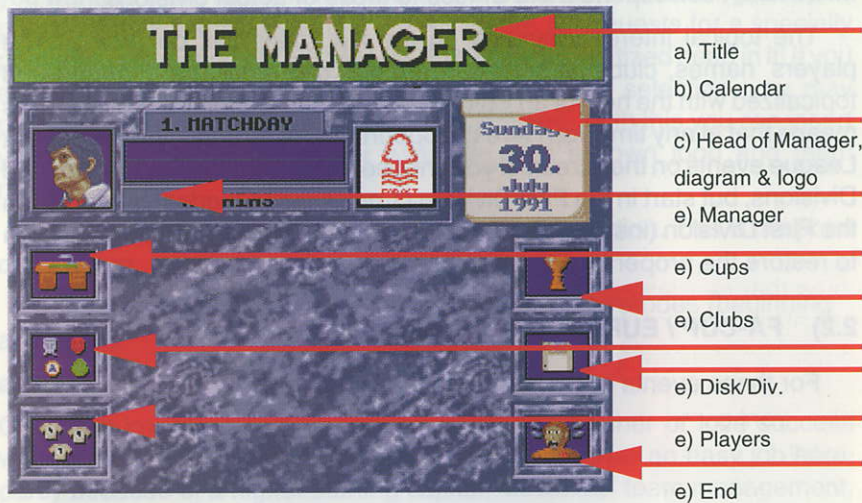 THE MANAGER
a) Title
b) Calendar
1. MATCHDAY
Sunday,
30.
July
1991
c) Head of Manager,
diagram & logo
e) Manager
e) Cups
e) Clubs
e) Disk/Div.
e) Players
e) End